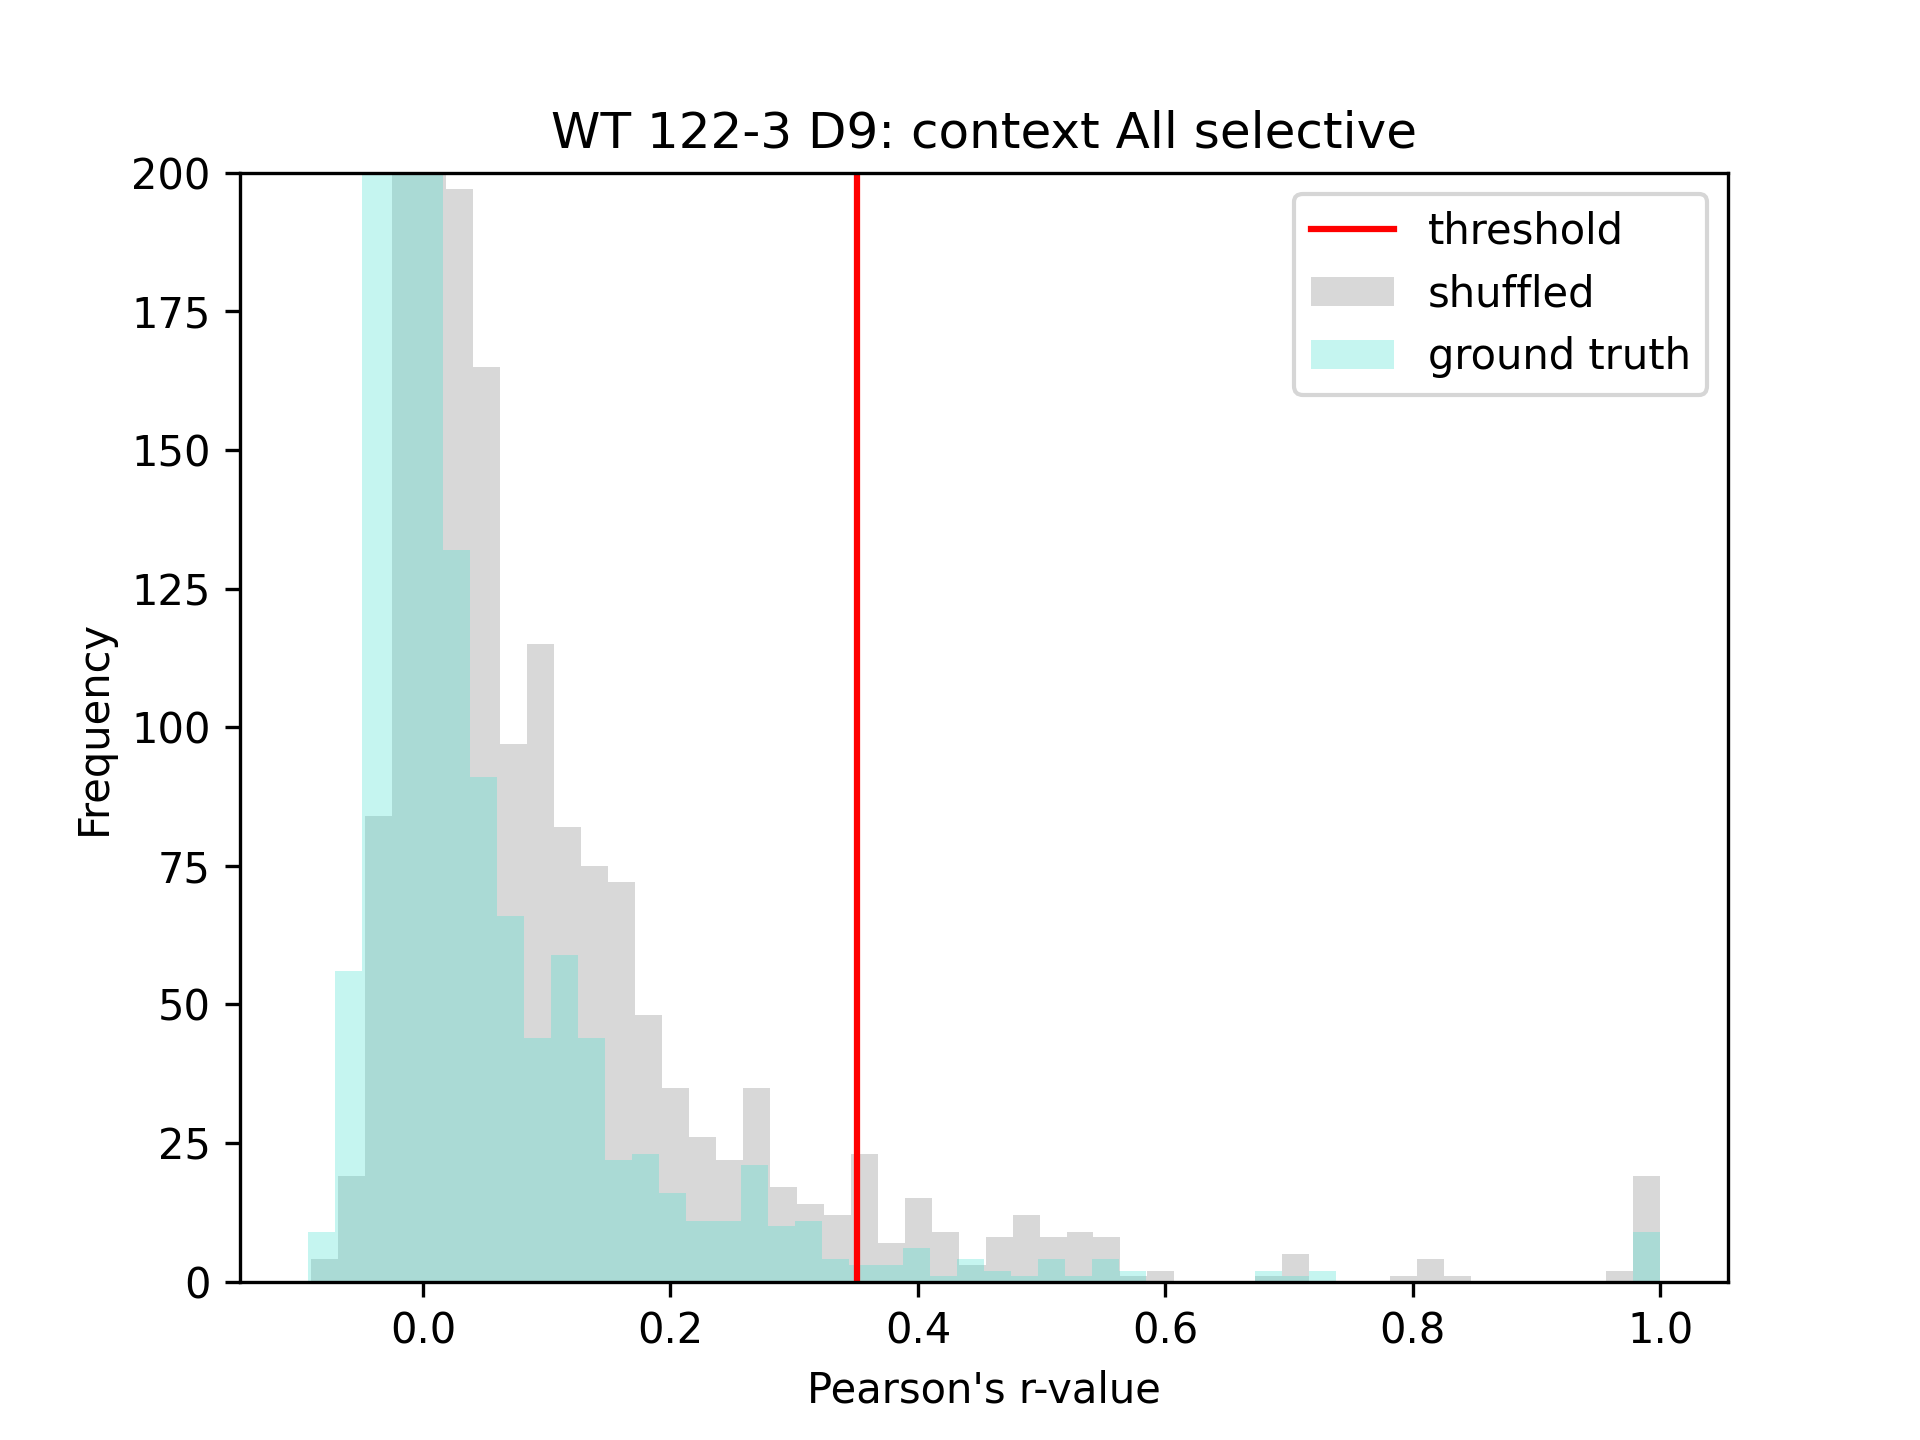 WT 122-3 D9: context All selective
200
175
150
125
100
75
50
25
0
Frequency
threshold
shuffled
ground truth
0.0 0.2 0.4 0.6 0.8 1.0
Pearson's r-value